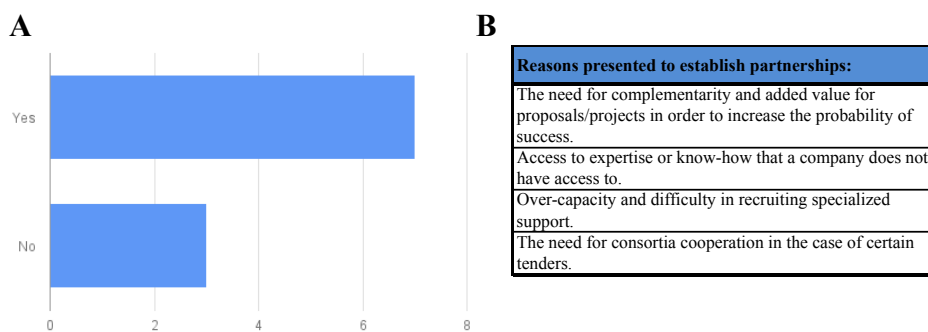 A
Yes
No
0 2 4 6 8
B
Reasons presented to establish partnerships:
The need for complementarity and added value for
proposals/projects in order to increase the probability of
success.
Access to expertise or know-how that a company does not
have access to.
Over-capacity and difficulty in recruiting specialized
support.
The need for consortia cooperation in the case of certain
tenders.